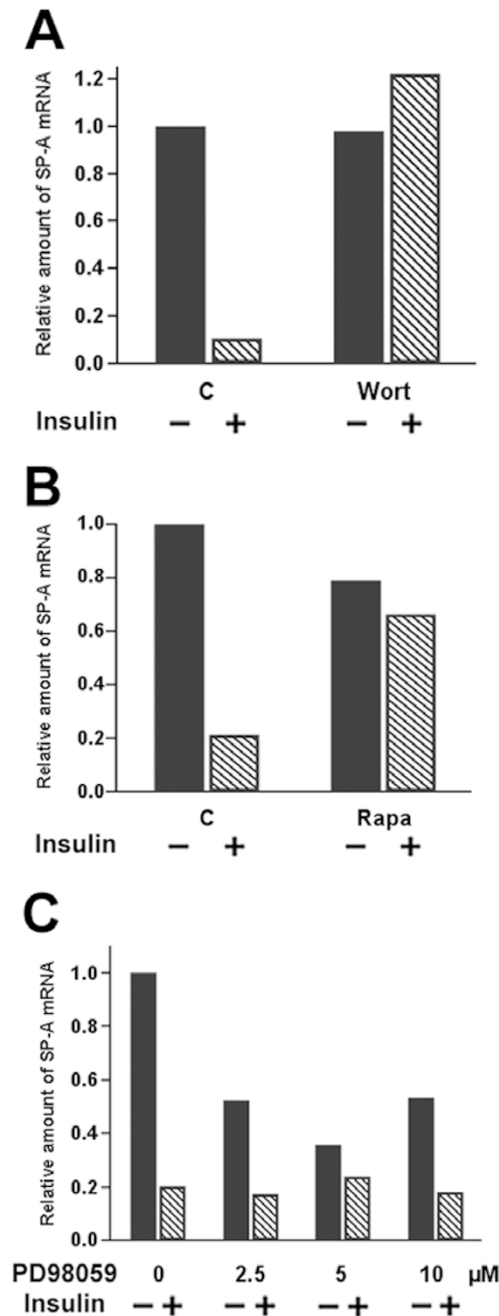 A
Relative amount of SP-A mRNA
1.2
1.0
0.8
0.6
0.4
0.2
0.0
C Wort
Insulin − + − +
B
Relative amount of SP-A mRNA
1.0
0.8
0.6
0.4
0.2
0.0
C Rapa
Insulin − + − +
C
Relative amount of SP-A mRNA
1.0
0.8
0.6
0.4
0.2
0.0
PD98059 0 2.5 5 10 μM
Insulin − + − + − + − +